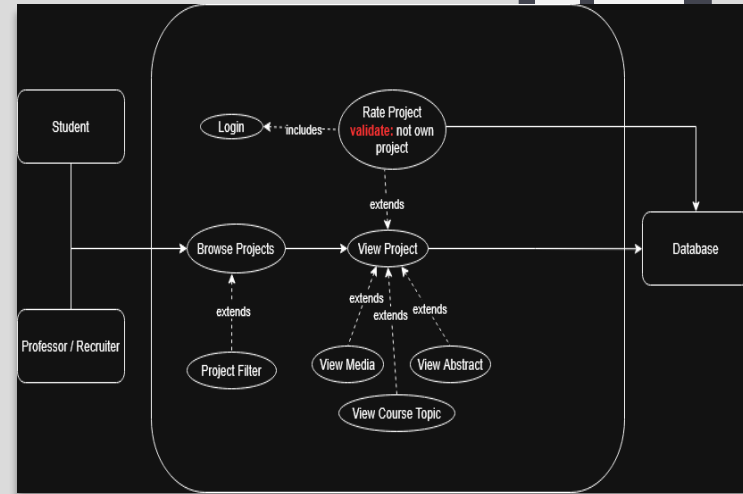 Student
Login
includes
Rate Project
validate: not own
project
extends
Browse Projects
View Project
Database
extends
extends
extends
extends
Professor / Recruiter
Project Filter
View Media
View Abstract
View Course Topic